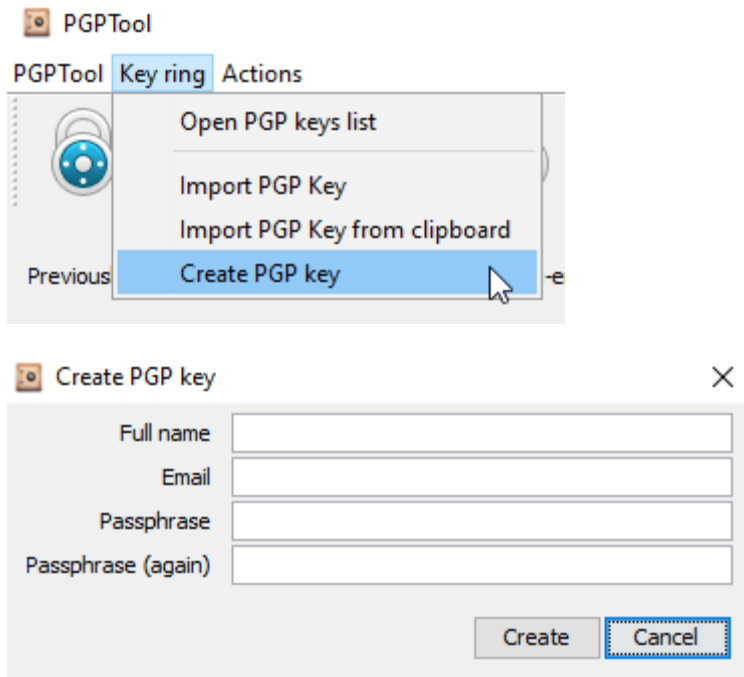 PGPTool
PGPTool Key ring Actions
Open PGP keys list
Import PGP Key
Import PGP Key from clipboard
Previous Create PGP key
Create PGP key
Full name
Email
Passphrase
Passphrase (again)
Create Cancel